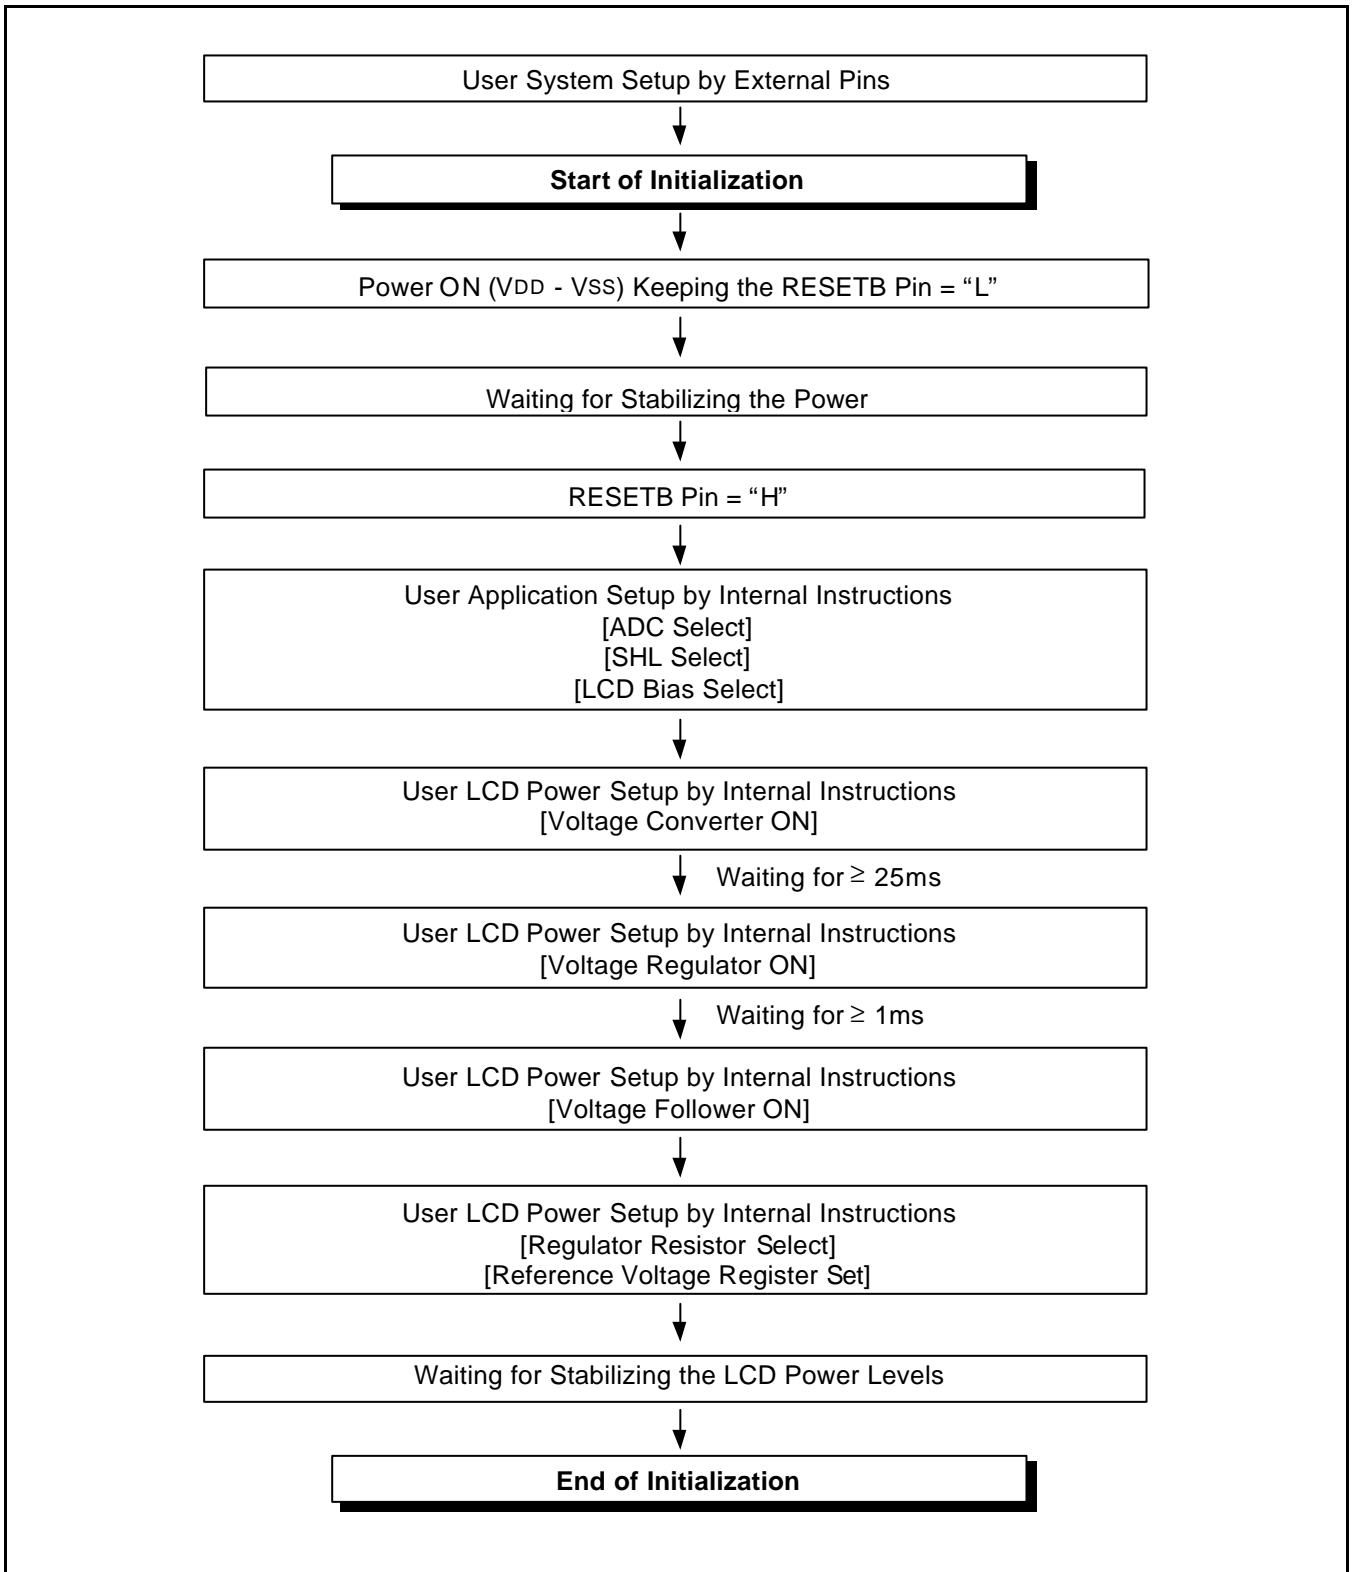 User System Setup by External Pins
Start of Initialization
Power ON (VDD - VSS) Keeping the RESETB Pin = “L”
Waiting for Stabilizing the Power
RESETB Pin = “H”
User Application Setup by Internal Instructions
[ADC Select]
[SHL Select]
[LCD Bias Select]
User LCD Power Setup by Internal Instructions
[Voltage Converter ON]
Waiting for ≥ 25ms
User LCD Power Setup by Internal Instructions
[Voltage Regulator ON]
Waiting for ≥ 1ms
User LCD Power Setup by Internal Instructions
[Voltage Follower ON]
User LCD Power Setup by Internal Instructions
[Regulator Resistor Select]
[Reference Voltage Register Set]
Waiting for Stabilizing the LCD Power Levels
End of Initialization